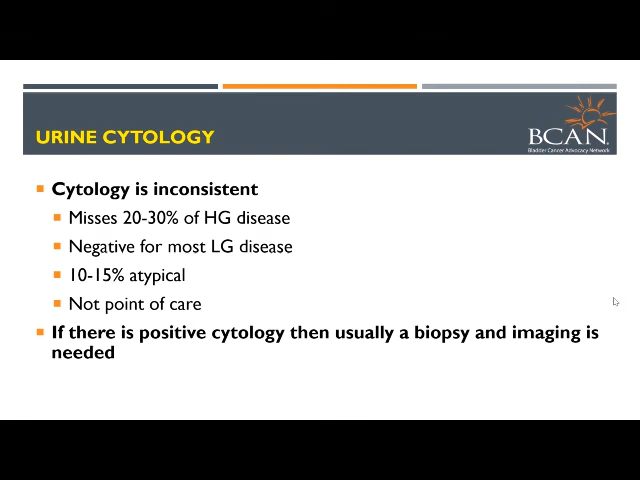 URINE CYTOLOGY
BCAN
Bladder Cancer Advocacy Network
Cytology is inconsistent
Misses 20-30% of HG disease
Negative for most LG disease
10-15% atypical
Not point of care
If there is positive cytology then usually a biopsy and imaging is
needed